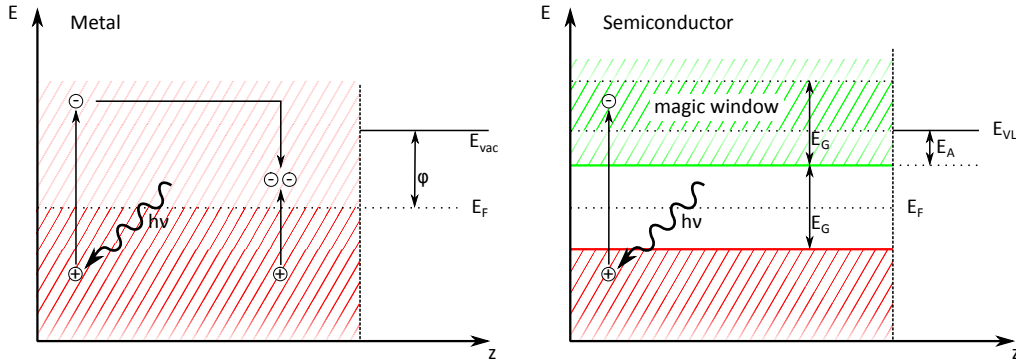 E
Metal
−
E_vac
− −
φ
E_F
hν
+
+
z
E
Semiconductor
−
magic window
E_VL
E_G
E_A
E_F
hν
E_G
+
z